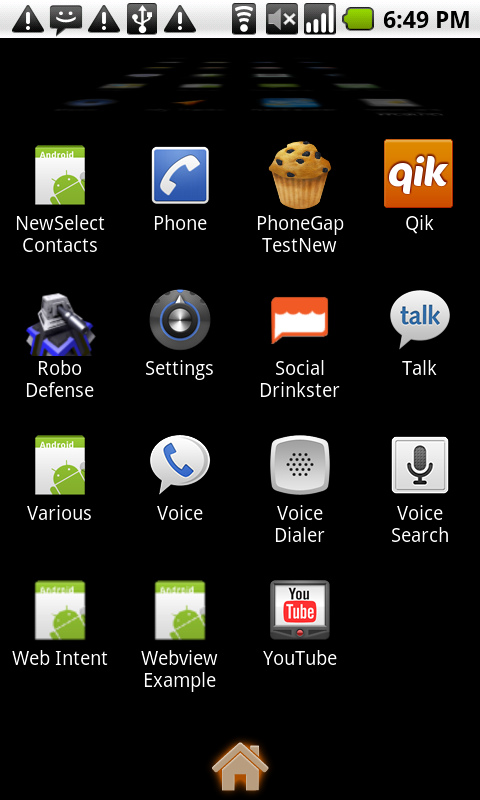 6:49 PM
Android
NewSelect
Contacts
Phone
PhoneGap
TestNew
qik
Qik
Robo
Defense
Settings
Social
Drinkster
talk
Talk
Android
Various
Voice
Voice
Dialer
Voice
Search
Android
Web Intent
Android
Webview
Example
You
Tube
YouTube